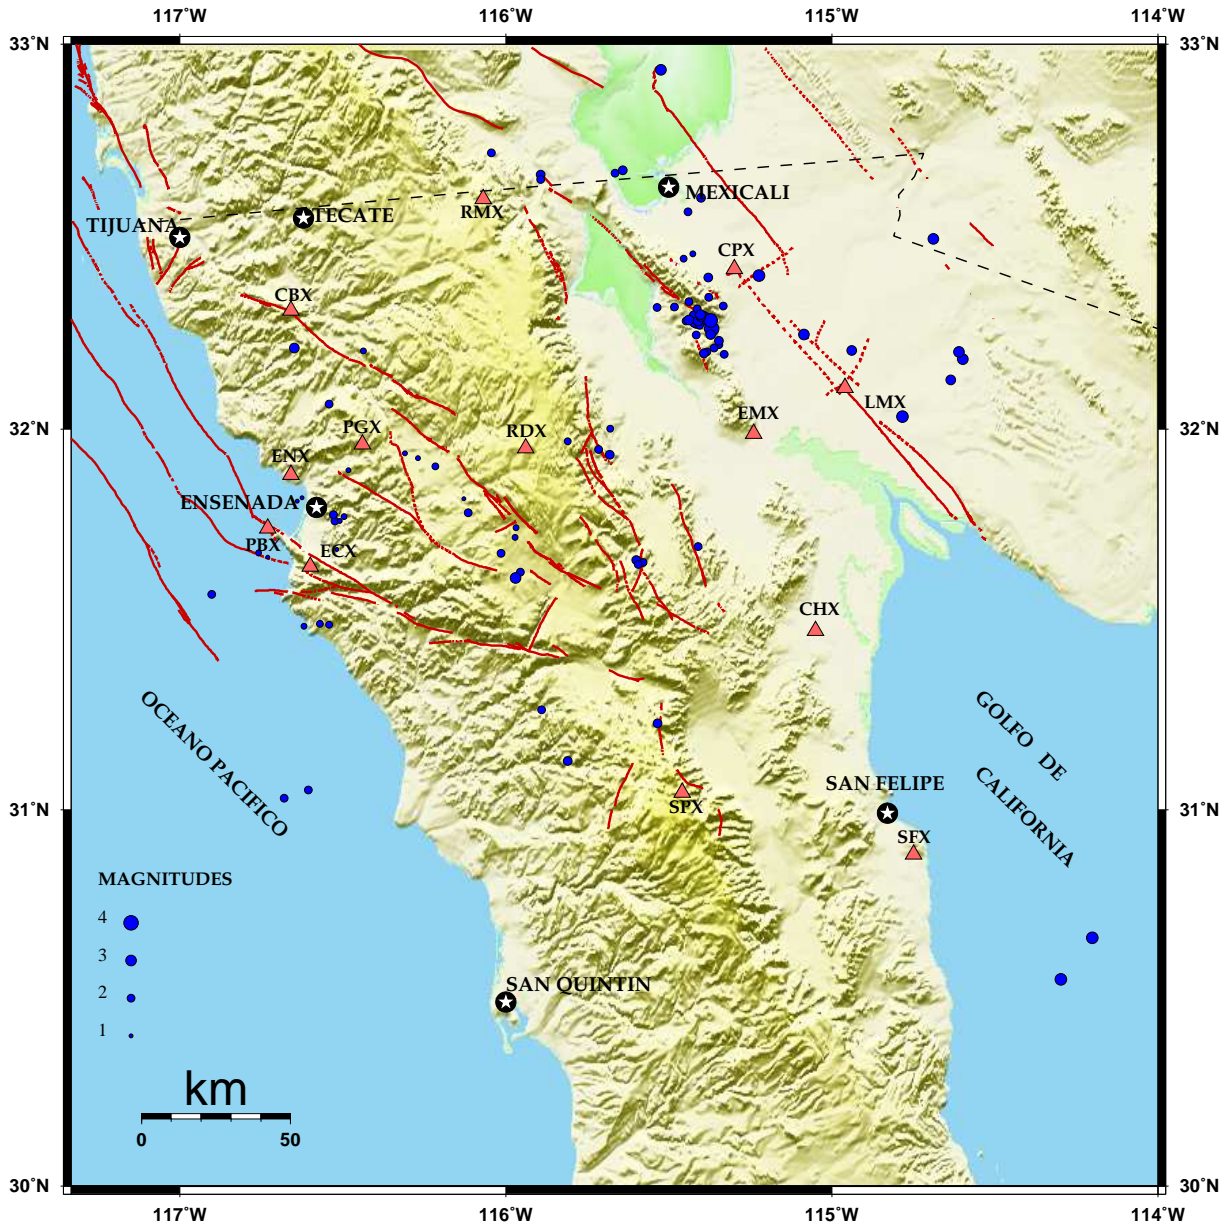 117°W 116°W 115°W 114°W
33°N 33°N
MEXICALI
RMX
TECATE
TIJUANA
CPX
CBX
LMX
EMX
PGX
RDX
ENX
ENSENADA
PBX
ECX
CHX
32°N 32°N
OCEANO PACIFICO
GOLFO DE
CALIFORNIA
SAN FELIPE
SPX
31°N 31°N
SFX
MAGNITUDES
4
3
2
1
SAN QUINTIN
km
0 50
30°N 30°N
117°W 116°W 115°W 114°W